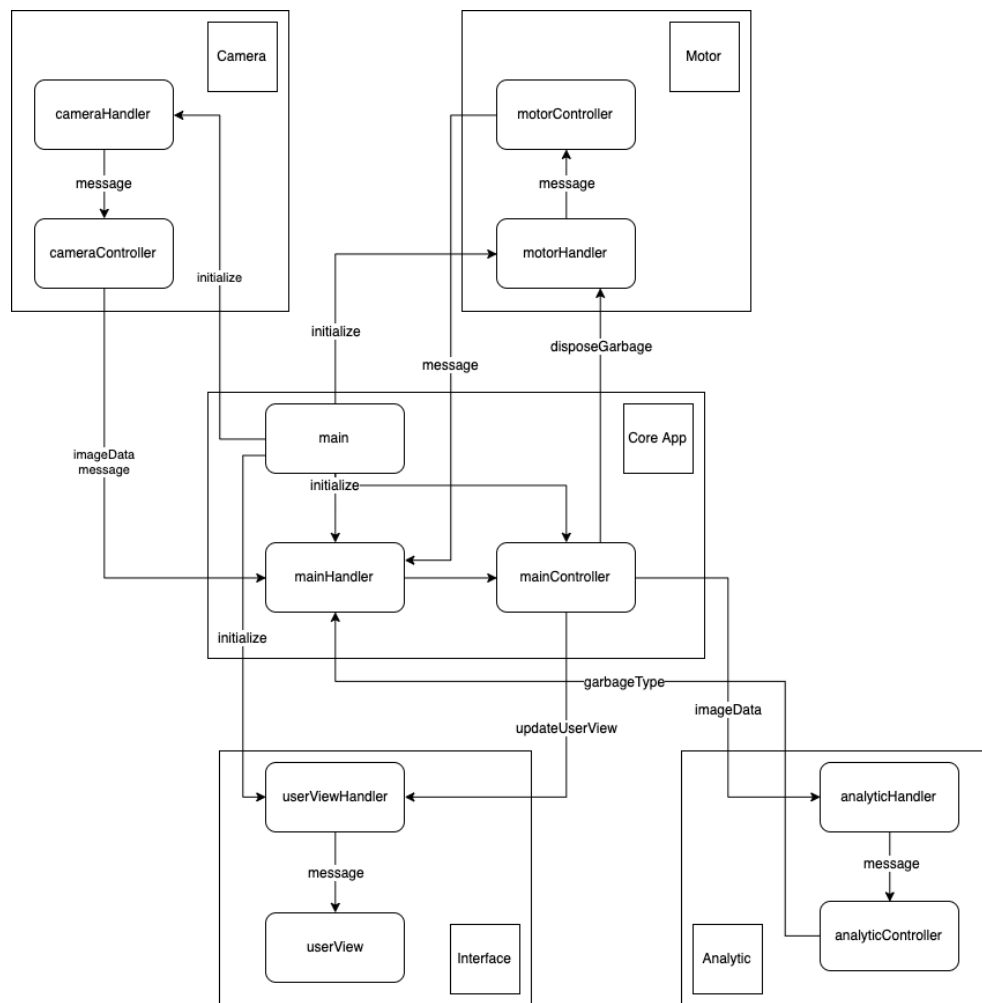 Camera
Motor
cameraHandler
motorController
message
message
cameraController
motorHandler
initialize
initialize
disposeGarbage
message
main
Core App
imageData
message
initialize
mainHandler
mainController
initialize
garbageType
imageData
updateUserView
userViewHandler
analyticHandler
message
message
userView
Interface
Analytic
analyticController